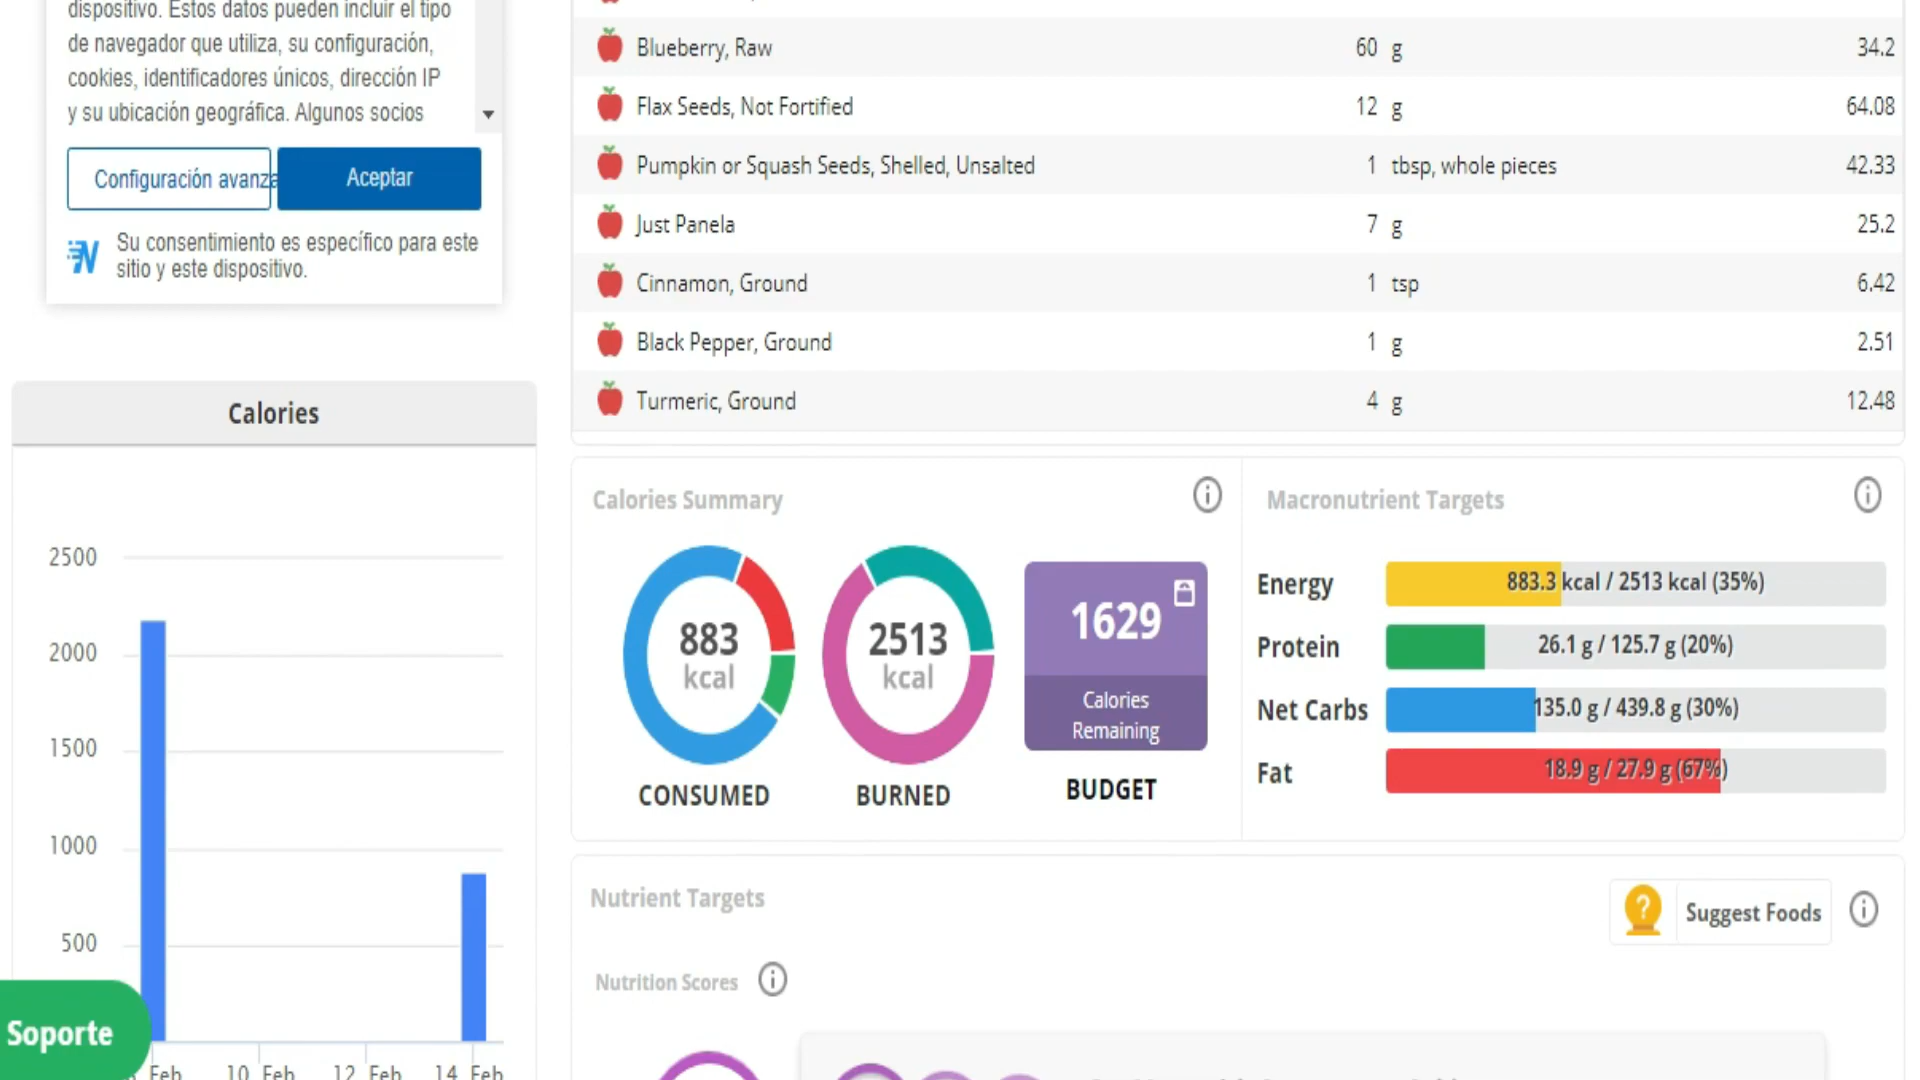 dispositivo. Estos datos pueden incluir el tipo
de navegador que utiliza, su configuración,
cookies, identificadores únicos, dirección IP
y su ubicación geográfica. Algunos socios
Configuración avanza
Aceptar
Su consentimiento es específico para este
sitio y este dispositivo.
Calories
2500
2000
1500
1000
500
Feb
10 Feb
12 Feb
14 Feb
Soporte
Blueberry, Raw 60 g 34.2
Flax Seeds, Not Fortified 12 g 64.08
Pumpkin or Squash Seeds, Shelled, Unsalted 1 tbsp, whole pieces 42.33
Just Panela 7 g 25.2
Cinnamon, Ground 1 tsp 6.42
Black Pepper, Ground 1 g 2.51
Turmeric, Ground 4 g 12.48
Calories Summary
883
kcal
CONSUMED
2513
kcal
BURNED
1629
Calories
Remaining
BUDGET
Macronutrient Targets
Energy 883.3 kcal / 2513 kcal (35%)
Protein 26.1 g / 125.7 g (20%)
Net Carbs 135.0 g / 439.8 g (30%)
Fat 18.9 g / 27.9 g (67%)
Nutrient Targets
? Suggest Foods
Nutrition Scores